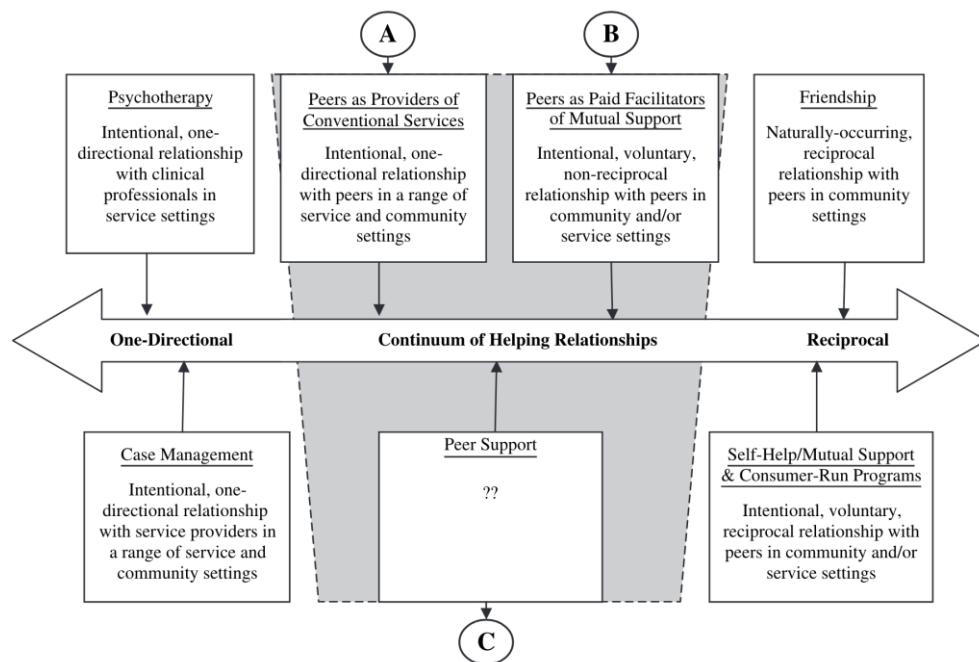 A
B
Psychotherapy
Intentional, one-
directional relationship
with clinical
professionals in
service settings
Peers as Providers of
Conventional Services
Intentional, one-
directional relationship
with peers in a range of
service and community
settings
Peers as Paid Facilitators
of Mutual Support
Intentional, voluntary,
non-reciprocal
relationship with peers in
community and/or
service settings
Friendship
Naturally-occurring,
reciprocal
relationship with
peers in community
settings
One-Directional
Continuum of Helping Relationships
Reciprocal
Case Management
Intentional, one-
directional relationship
with service providers in
a range of service and
community settings
Peer Support
??
Self-Help/Mutual Support
& Consumer-Run Programs
Intentional, voluntary,
reciprocal relationship with
peers in community and/or
service settings
C